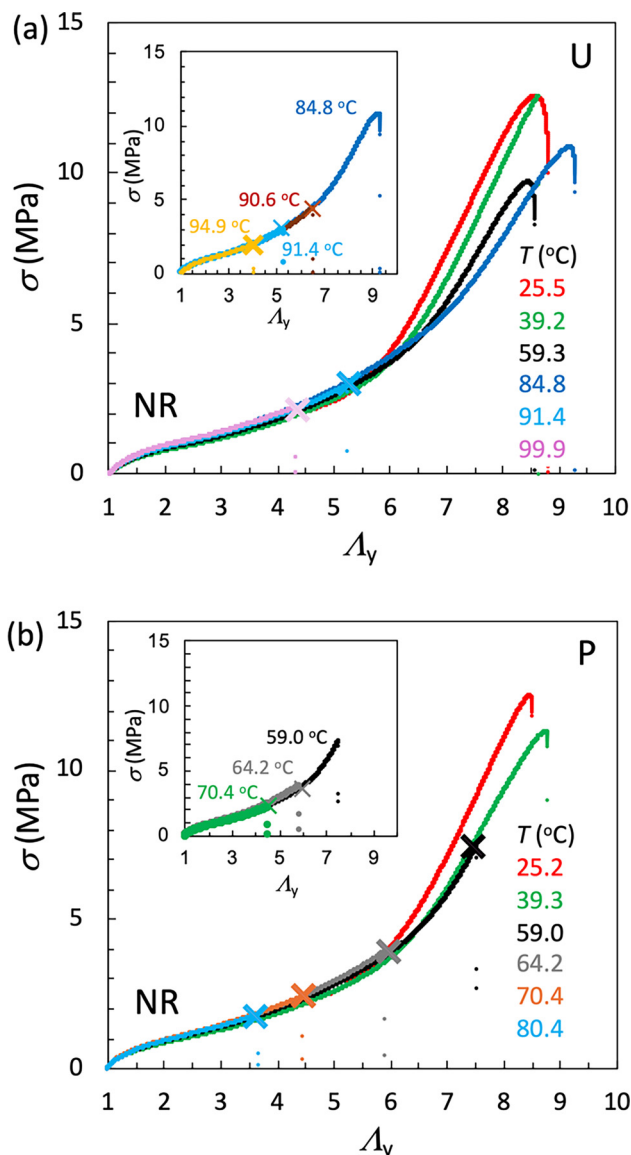 (a)
U
15
10
5
0
σ (MPa)
15
10
5
0
σ (MPa)
84.8 °C
90.6 °C
94.9 °C
91.4 °C
1 3 5 7 9
Λy
T (°C)
25.5
39.2
59.3
84.8
91.4
99.9
NR
1 2 3 4 5 6 7 8 9 10
Λy
(b)
P
15
10
5
0
σ (MPa)
15
10
5
0
σ (MPa)
59.0 °C
64.2 °C
70.4 °C
1 3 5 7 9
Λy
T (°C)
25.2
39.3
59.0
64.2
70.4
80.4
NR
1 2 3 4 5 6 7 8 9 10
Λy